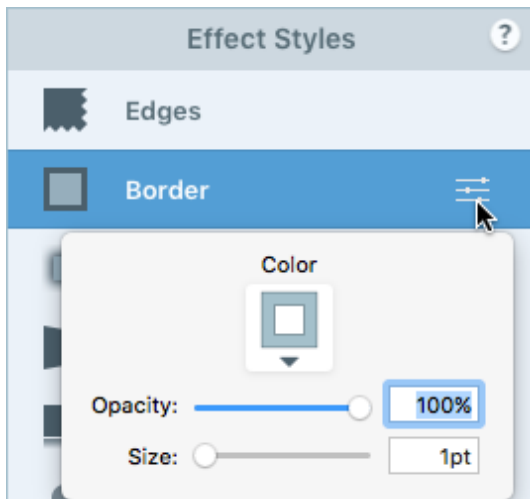 Effect Styles ?
Edges
Border
Color
Opacity: 100%
Size: 1pt